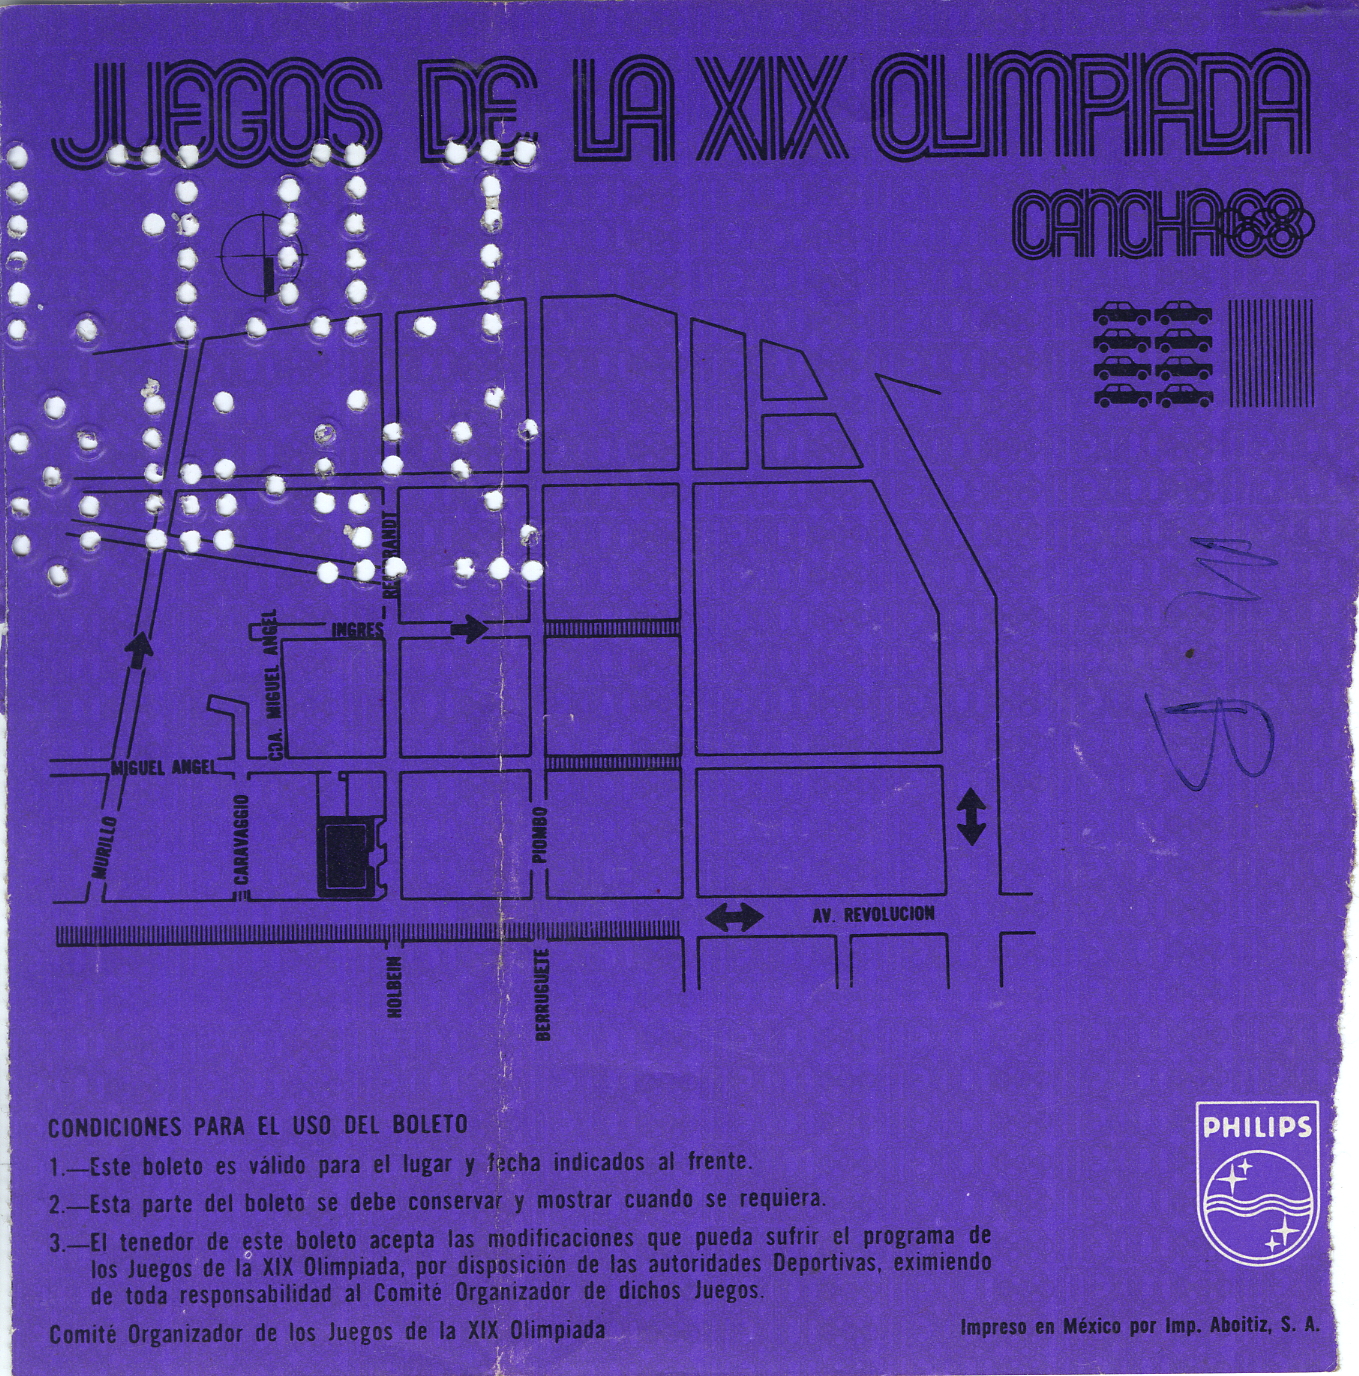 JUEGOS DE LA XIX OLIMPIADA
CANCHA 68
REMBRANDT
INGRES
CDA. MIGUEL ANGEL
MIGUEL ANGEL
MURILLO
CARAVAGGIO
PIOMBO
AV. REVOLUCION
HOLBEIN
BERRUGUETE
CONDICIONES PARA EL USO DEL BOLETO
1.—Este boleto es válido para el lugar y fecha indicados al frente.
2.—Esta parte del boleto se debe conservar y mostrar cuando se requiera.
3.—El tenedor de este boleto acepta las modificaciones que pueda sufrir el programa de
los Juegos de la XIX Olimpiada, por disposición de las autoridades Deportivas, eximiendo
de toda responsabilidad al Comité Organizador de dichos Juegos.
Comité Organizador de los Juegos de la XIX Olimpiada
PHILIPS
Impreso en México por Imp. Aboitiz, S. A.